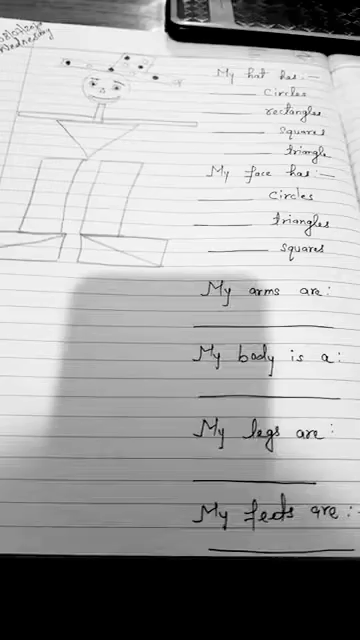 Wednesday
My hat has:-
circles
rectangles
squares
triangle
My face has:-
circles
triangles
squares
My arms are:
My body is a:
My legs are:
My feets are:-